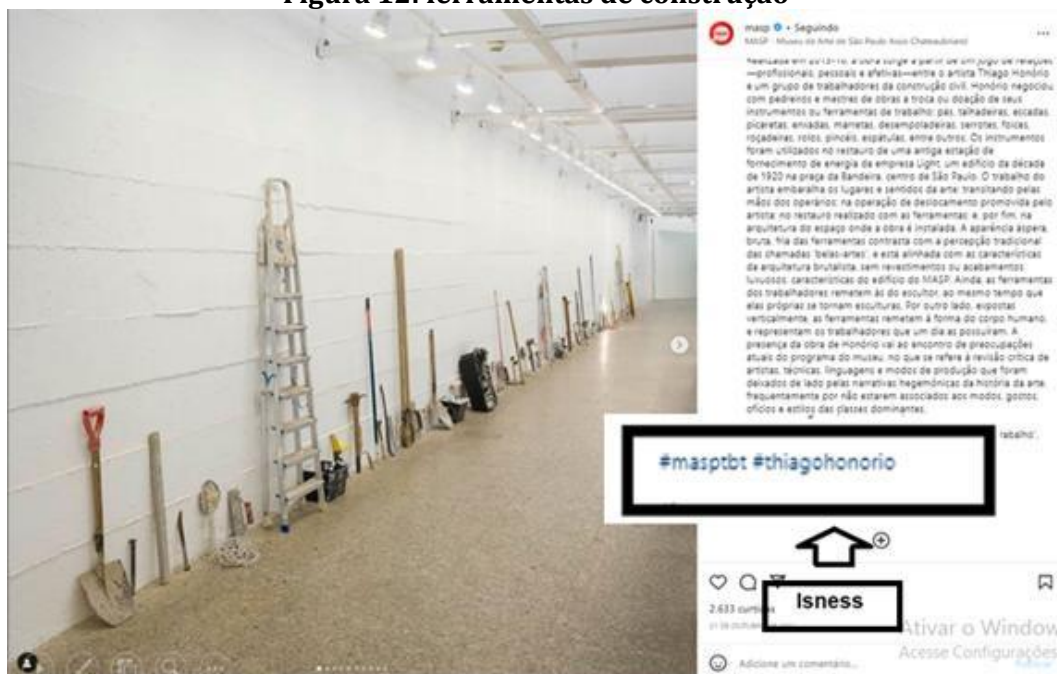 Figura 12: ferramentas de construção
masp • Seguindo
MASP - Museu de Arte de São Paulo Assis Chateaubriand
Realizada em 2013-16, a obra surge a partir de um jogo de relações
—profissionais, pessoais e afetivas—entre o artista Thiago Honório
e um grupo de trabalhadores da construção civil. Honório negociou
com pedreiros e mestres de obras a troca ou doação de seus
instrumentos ou ferramentas de trabalho: pás, talhadeiras, escadas,
picaretas, enxadas, marretas, desempoladeiras, serrotes, foices,
roçadeiras, rolos, pincéis, espátulas, entre outros. Os instrumentos
foram utilizados no restauro de uma antiga estação de
fornecimento de energia da empresa Light, um edifício da década
de 1920 na praça da Bandeira, centro de São Paulo. O trabalho do
artista embaralha os lugares e sentidos da arte: transitando pelas
mãos dos operários; na operação de deslocamento promovida pelo
artista; no restauro realizado com as ferramentas; e, por fim, na
arquitetura do espaço onde a obra é instalada. A aparência áspera,
bruta, fria das ferramentas contrasta com a percepção tradicional
das chamadas 'belas-artes', e está alinhada com as características
da arquitetura brutalista, sem revestimentos ou acabamentos
luxuosos, características do edifício do MASP. Ainda, as ferramentas
dos trabalhadores remetem às do escultor, ao mesmo tempo que
elas próprias se tornam esculturas. Por outro lado, expostas
verticalmente, as ferramentas remetem à forma do corpo humano,
e representam os trabalhadores que um dia as possuíram. A
presença da obra de Honório vai ao encontro de preocupações
atuais do programa do museu, no que se refere à revisão crítica de
artistas, técnicas, linguagens e modos de produção que foram
deixados de lado pelas narrativas hegemônicas da história da arte,
frequentemente por não estarem associados aos modos, gostos,
ofícios e estilos das classes dominantes.
rabalho',
#masptbt #thiagohonorio
Isness
2.633 curtidas
Ativar o Window
Acesse Configurações
Adicione um comentário...
Publicar